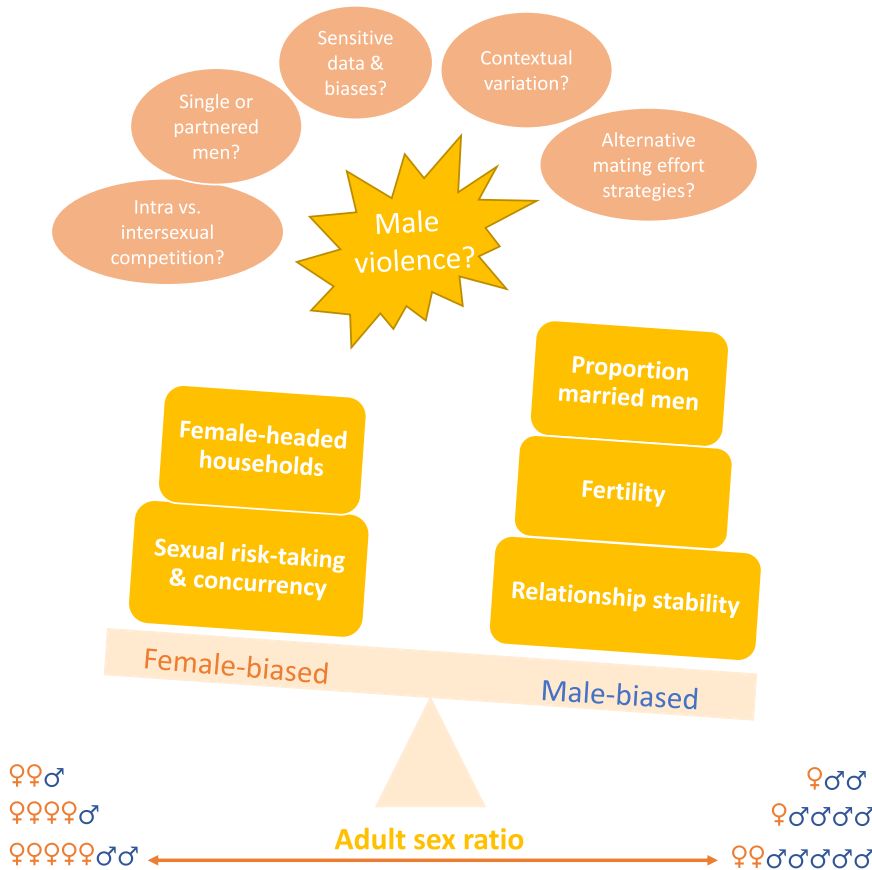 Sensitive
data &
biases?
Contextual
variation?
Single or
partnered
men?
Alternative
mating effort
strategies?
Intra vs.
intersexual
competition?
Male
violence?
Proportion
married men
Female-headed
households
Fertility
Sexual risk-taking
& concurrency
Relationship stability
Female-biased
Male-biased
♀♀♂
♀♂♂
♀♀♀♀♂
♀♂♂♂♂
Adult sex ratio
♀♀♀♀♀♂♂
♀♀♂♂♂♂♂